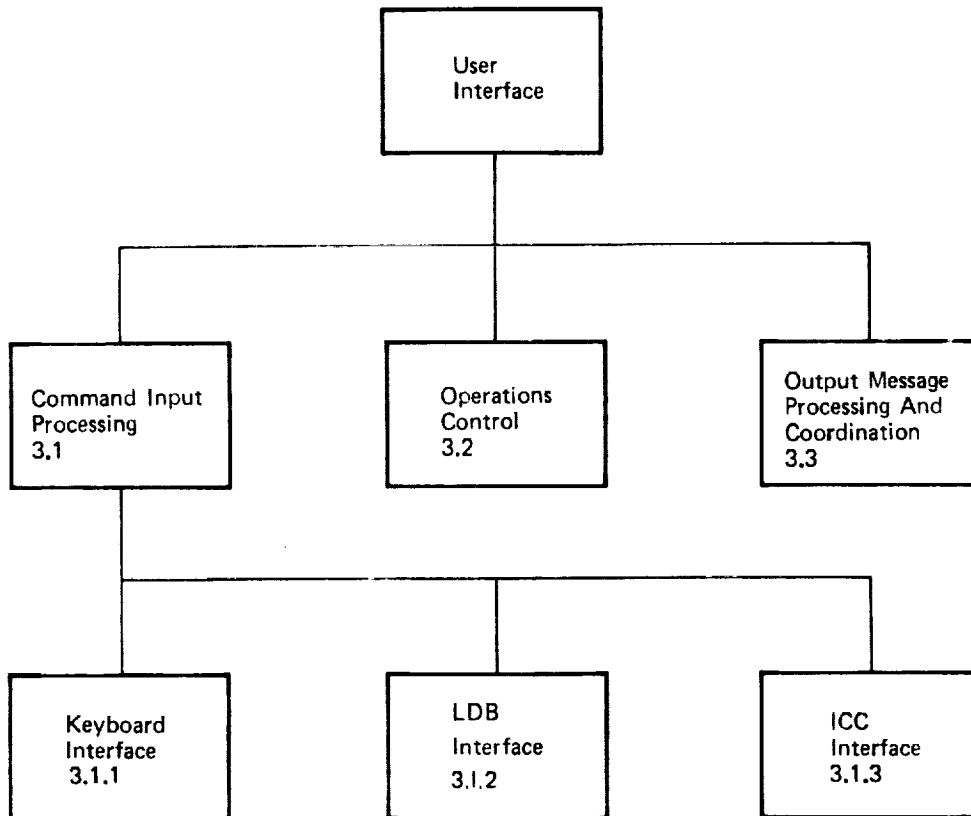 User
Interface
Command Input
Processing
3.1
Operations
Control
3.2
Output Message
Processing And
Coordination
3.3
Keyboard
Interface
3.1.1
LDB
Interface
3.1.2
ICC
Interface
3.1.3